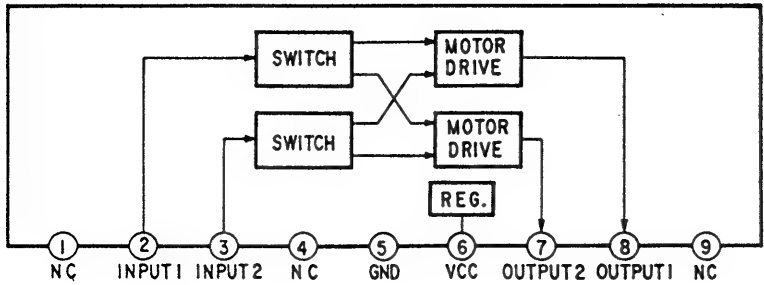 SWITCH
MOTOR
DRIVE
SWITCH
MOTOR
DRIVE
REG.
1 2 3 4 5 6 7 8 9
NC INPUT1 INPUT2 NC GND VCC OUTPUT2 OUTPUT1 NC